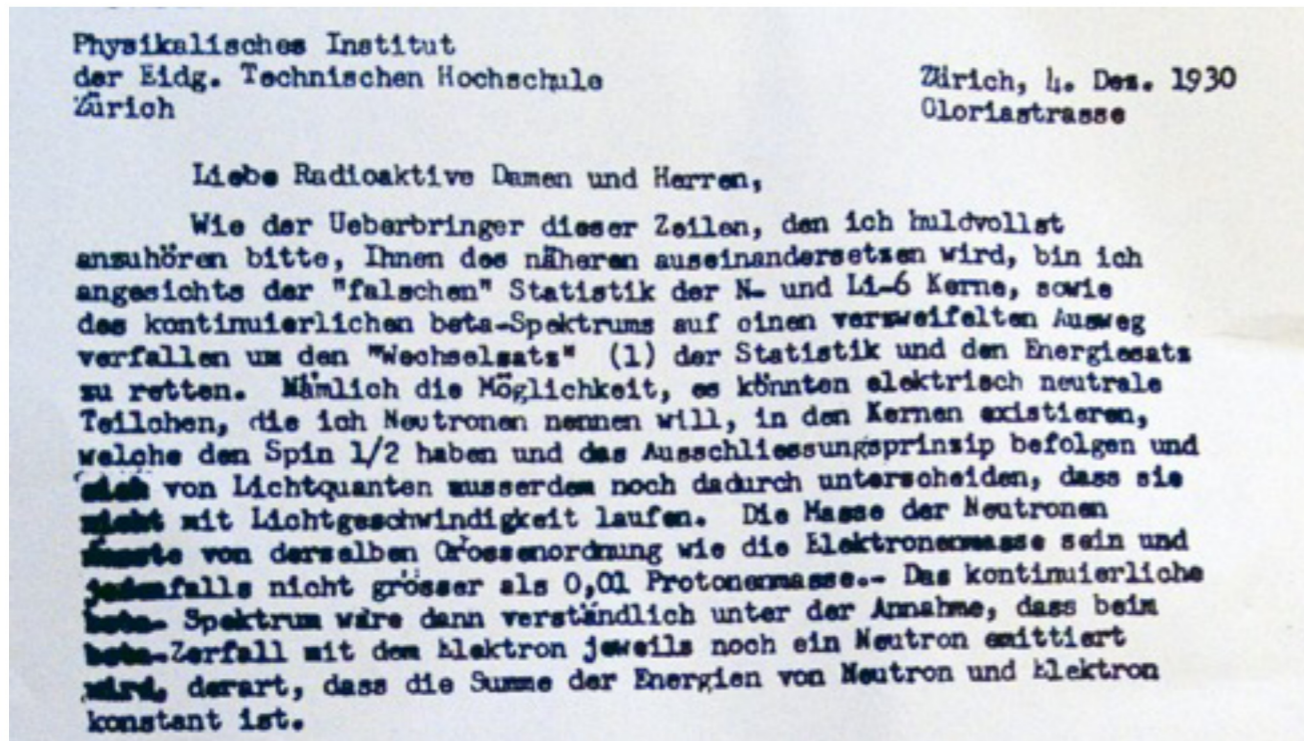 Physikalisches Institut
der Eidg. Technischen Hochschule
Zürich
Zürich, 4. Dez. 1930
Gloriastrasse
Liebe Radioaktive Damen und Herren,
Wie der Ueberbringer dieser Zeilen, den ich huldvollst
anzuhören bitte, Ihnen des näheren auseinandersetzen wird, bin ich
angesichts der "falschen" Statistik der N- und Li-6 Kerne, sowie
des kontinuierlichen beta-Spektrums auf einen verzweifelten Ausweg
verfallen um den "Wechselsatz" (1) der Statistik und den Energiesatz
zu retten. Nämlich die Möglichkeit, es könnten elektrisch neutrale
Teilchen, die ich Neutronen nennen will, in den Kernen existieren,
welche den Spin 1/2 haben und das Ausschliessungsprinzip befolgen und
sich von Lichtquanten ausserdem noch dadurch unterscheiden, dass sie
nicht mit Lichtgeschwindigkeit laufen. Die Masse der Neutronen
von derselben Grössenordnung wie die Elektronenmasse sein und
jedenfalls nicht grösser als 0,01 Protonenmasse.- Das kontinuierliche
beta- Spektrum wäre dann verständlich unter der Annahme, dass beim
beta-Zerfall mit dem Elektron jeweils noch ein Neutron emittiert
wird, derart, dass die Summe der Energien von Neutron und Elektron
konstant ist.